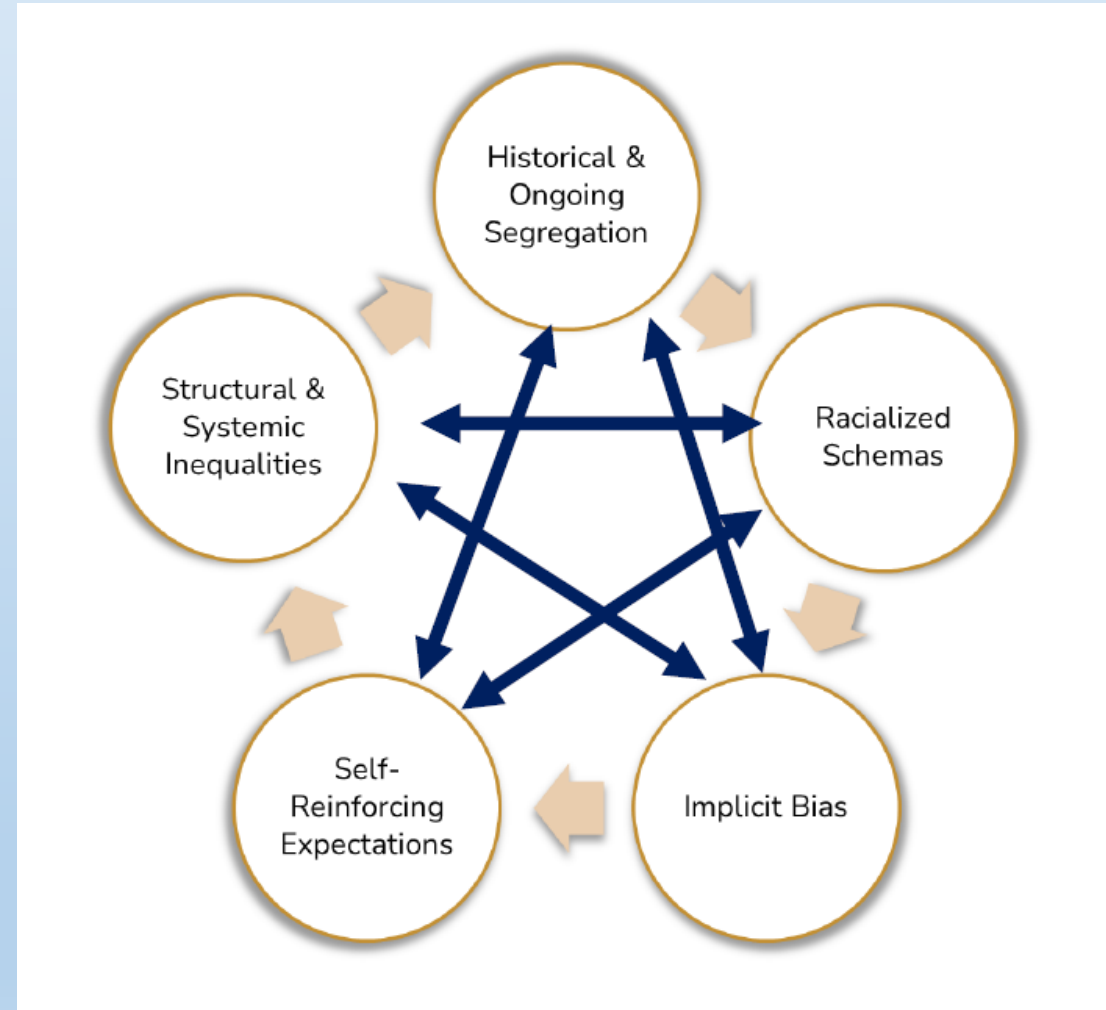 Historical &
Ongoing
Segregation
Structural &
Systemic
Inequalities
Racialized
Schemas
Self-
Reinforcing
Expectations
Implicit Bias